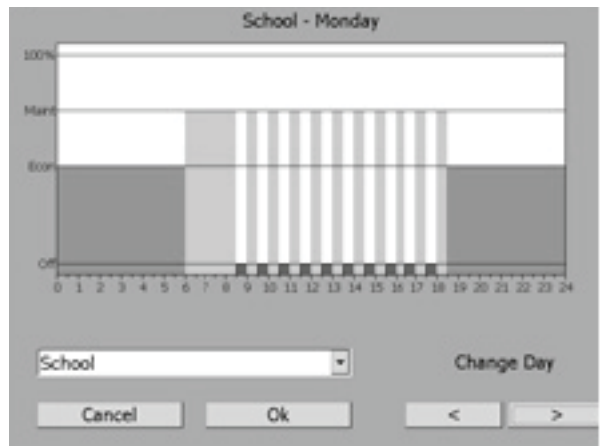 School - Monday
100%
Maint
Econ
Off
0 1 2 3 4 5 6 7 8 9 10 11 12 13 14 15 16 17 18 19 20 21 22 23 24
School
Change Day
Cancel Ok < >